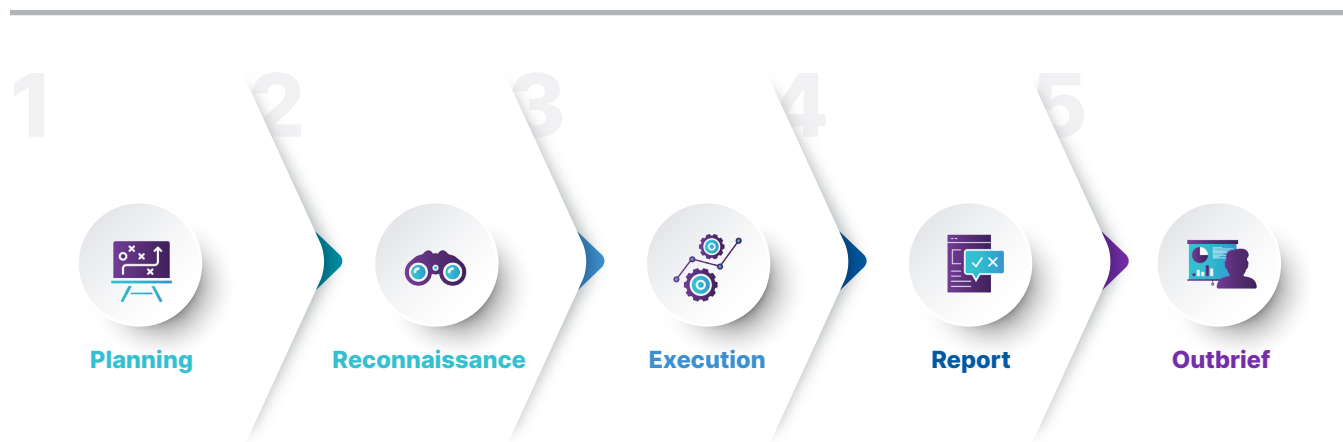 1
2
3
4
5
Planning
Reconnaissance
Execution
Report
Outbrief